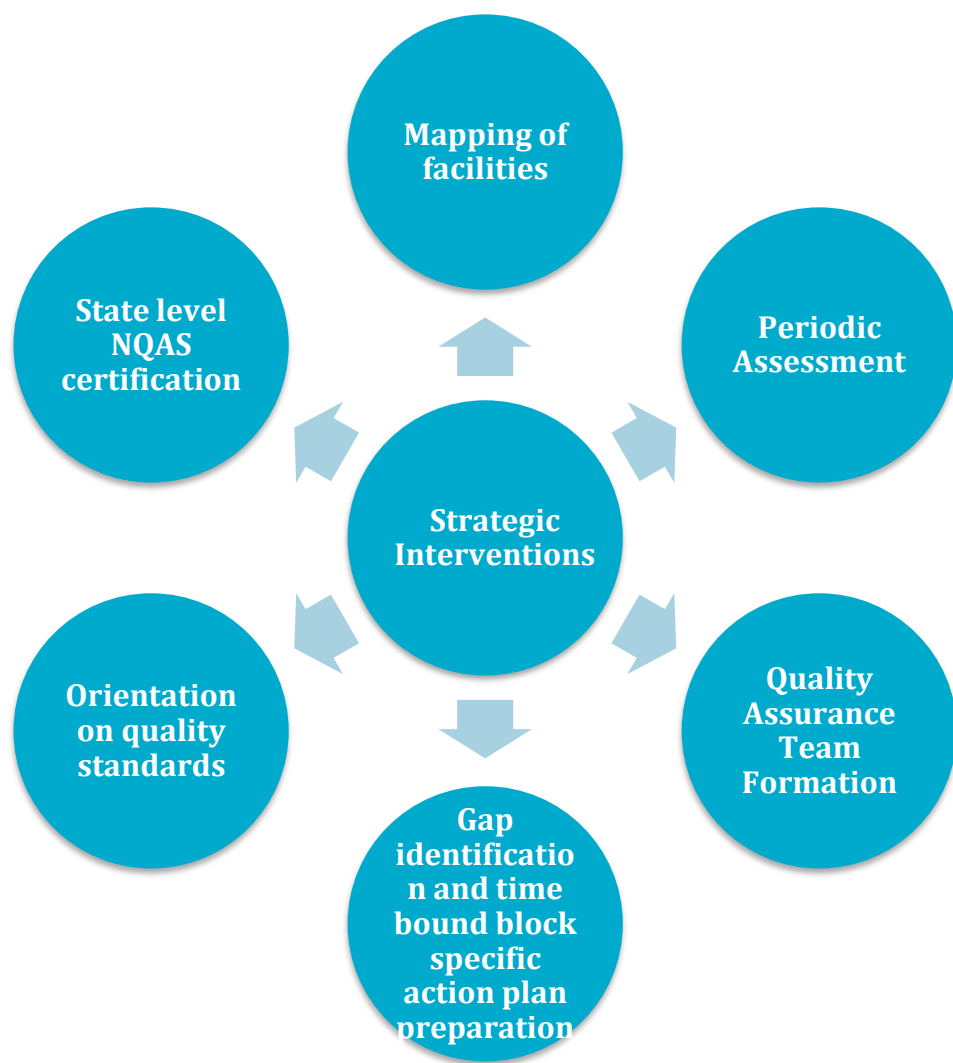 Mapping of
facilities
Periodic
Assessment
Quality
Assurance
Team
Formation
Gap
identificatio
n and time
bound block
specific
action plan
preparation
Orientation
on quality
standards
State level
NQAS
certification
Strategic
Interventions